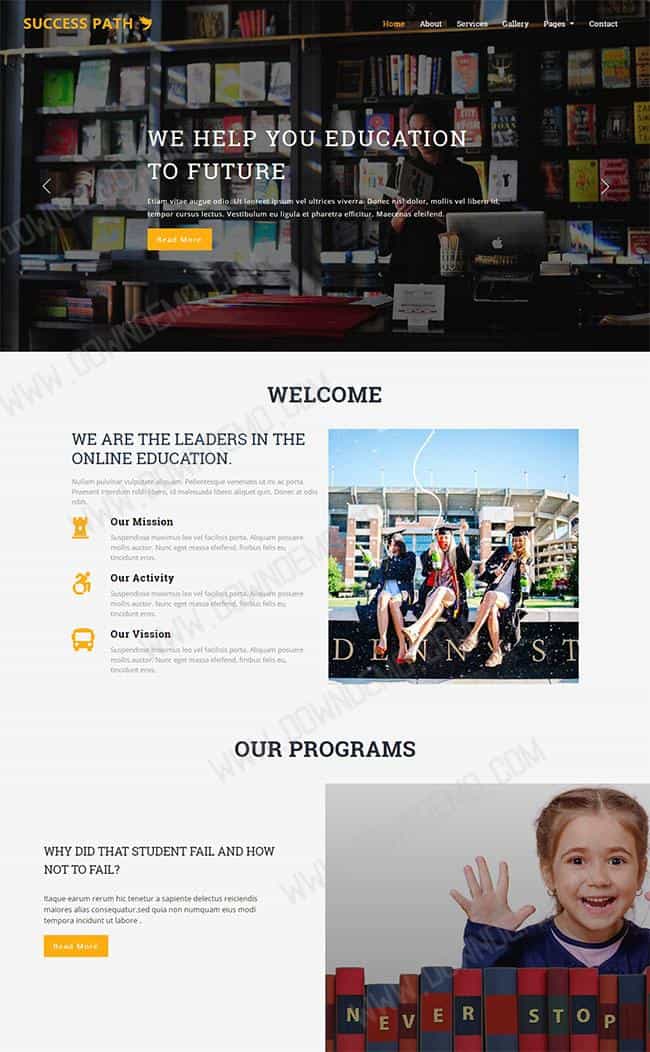 SUCCESS PATH
Home About Services Gallery Pages Contact
WE HELP YOU EDUCATION
TO FUTURE
Etiam vitae augue odio. Ut laoreet ipsum vel ultrices viverra. Donec nisl dolor, mollis vel libero id,
tempor cursus lectus. Vestibulum eu ligula et pharetra efficitur. Maecenas eleifend.
Read More
WELCOME
WE ARE THE LEADERS IN THE
ONLINE EDUCATION.
Nullam pulvinar vulputate aliquam. Pellentesque venenatis ut mi ac porta.
Praesent interdum nibh libero, id malesuada libero aliquet quis. Donec at odio
nibh.
Our Mission
Suspendisse maximus leo vel facilisis porta. Aliquam posuere
mollis auctor. Nunc eget massa eleifend, finibus felis eu,
tincidunt eros.
Our Activity
Suspendisse maximus leo vel facilisis porta. Aliquam posuere
mollis auctor. Nunc eget massa eleifend, finibus felis eu,
tincidunt eros.
Our Vission
Suspendisse maximus leo vel facilisis porta. Aliquam posuere
mollis auctor. Nunc eget massa eleifend, finibus felis eu,
tincidunt eros.
DENN ST
OUR PROGRAMS
WHY DID THAT STUDENT FAIL AND HOW
NOT TO FAIL?
Itaque earum rerum hic tenetur a sapiente delectus reiciendis
maiores alias consequatur.sed quia non numquam eius modi
tempora incidunt ut labore .
Read More
NEVER STOP
WWW.DOWNDEMO.COM